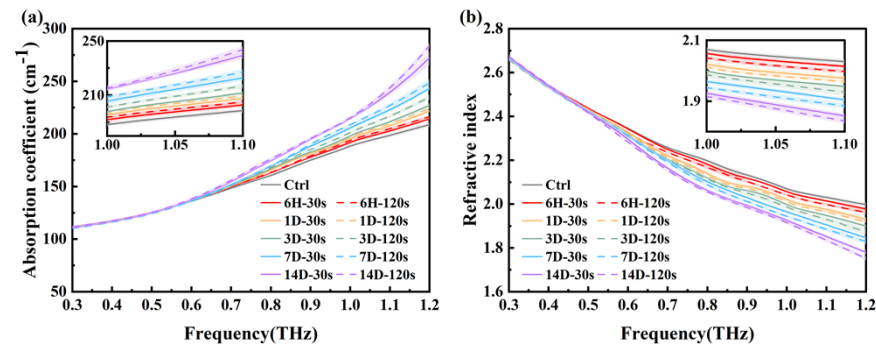 (a)
Absorption coefficient (cm⁻¹)
300
250
200
150
100
50
250
210
1.00
1.05
1.10
Ctrl
6H-30s
6H-120s
1D-30s
1D-120s
3D-30s
3D-120s
7D-30s
7D-120s
14D-30s
14D-120s
0.3 0.4 0.5 0.6 0.7 0.8 0.9 1.0 1.1 1.2
Frequency(THz)
(b)
Refractive index
2.8
2.6
2.4
2.2
2.0
1.8
1.6
2.1
1.9
1.00
1.05
1.10
Ctrl
6H-30s
6H-120s
1D-30s
1D-120s
3D-30s
3D-120s
7D-30s
7D-120s
14D-30s
14D-120s
0.3 0.4 0.5 0.6 0.7 0.8 0.9 1.0 1.1 1.2
Frequency(THz)